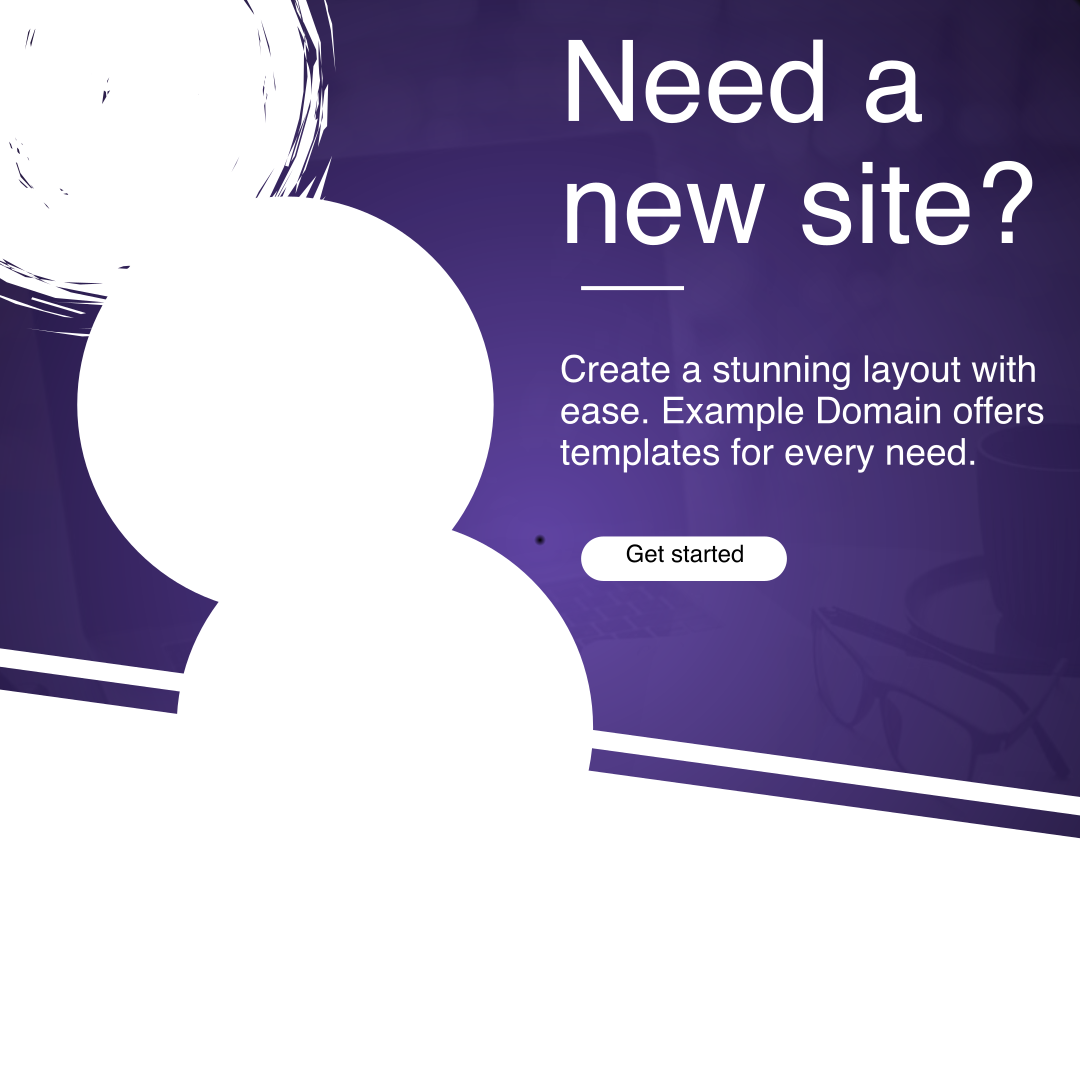 Need a
new site?
Create a stunning layout with
ease. Example Domain offers
templates for every need.
Get started